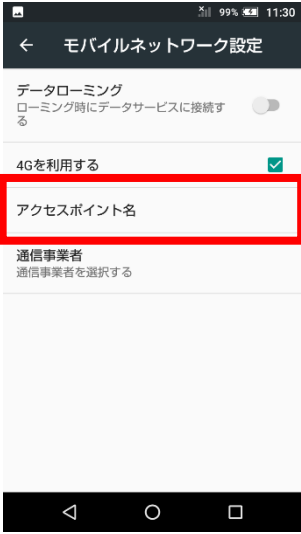 99% 11:30
← モバイルネットワーク設定
データローミング
ローミング時にデータサービスに接続す
る
4Gを利用する
アクセスポイント名
通信事業者
通信事業者を選択する